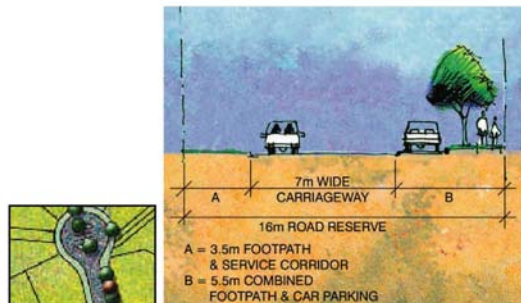 7m WIDE
A CARRIAGEWAY B
16m ROAD RESERVE
A = 3.5m FOOTPATH
& SERVICE CORRIDOR
B = 5.5m COMBINED
FOOTPATH & CAR PARKING